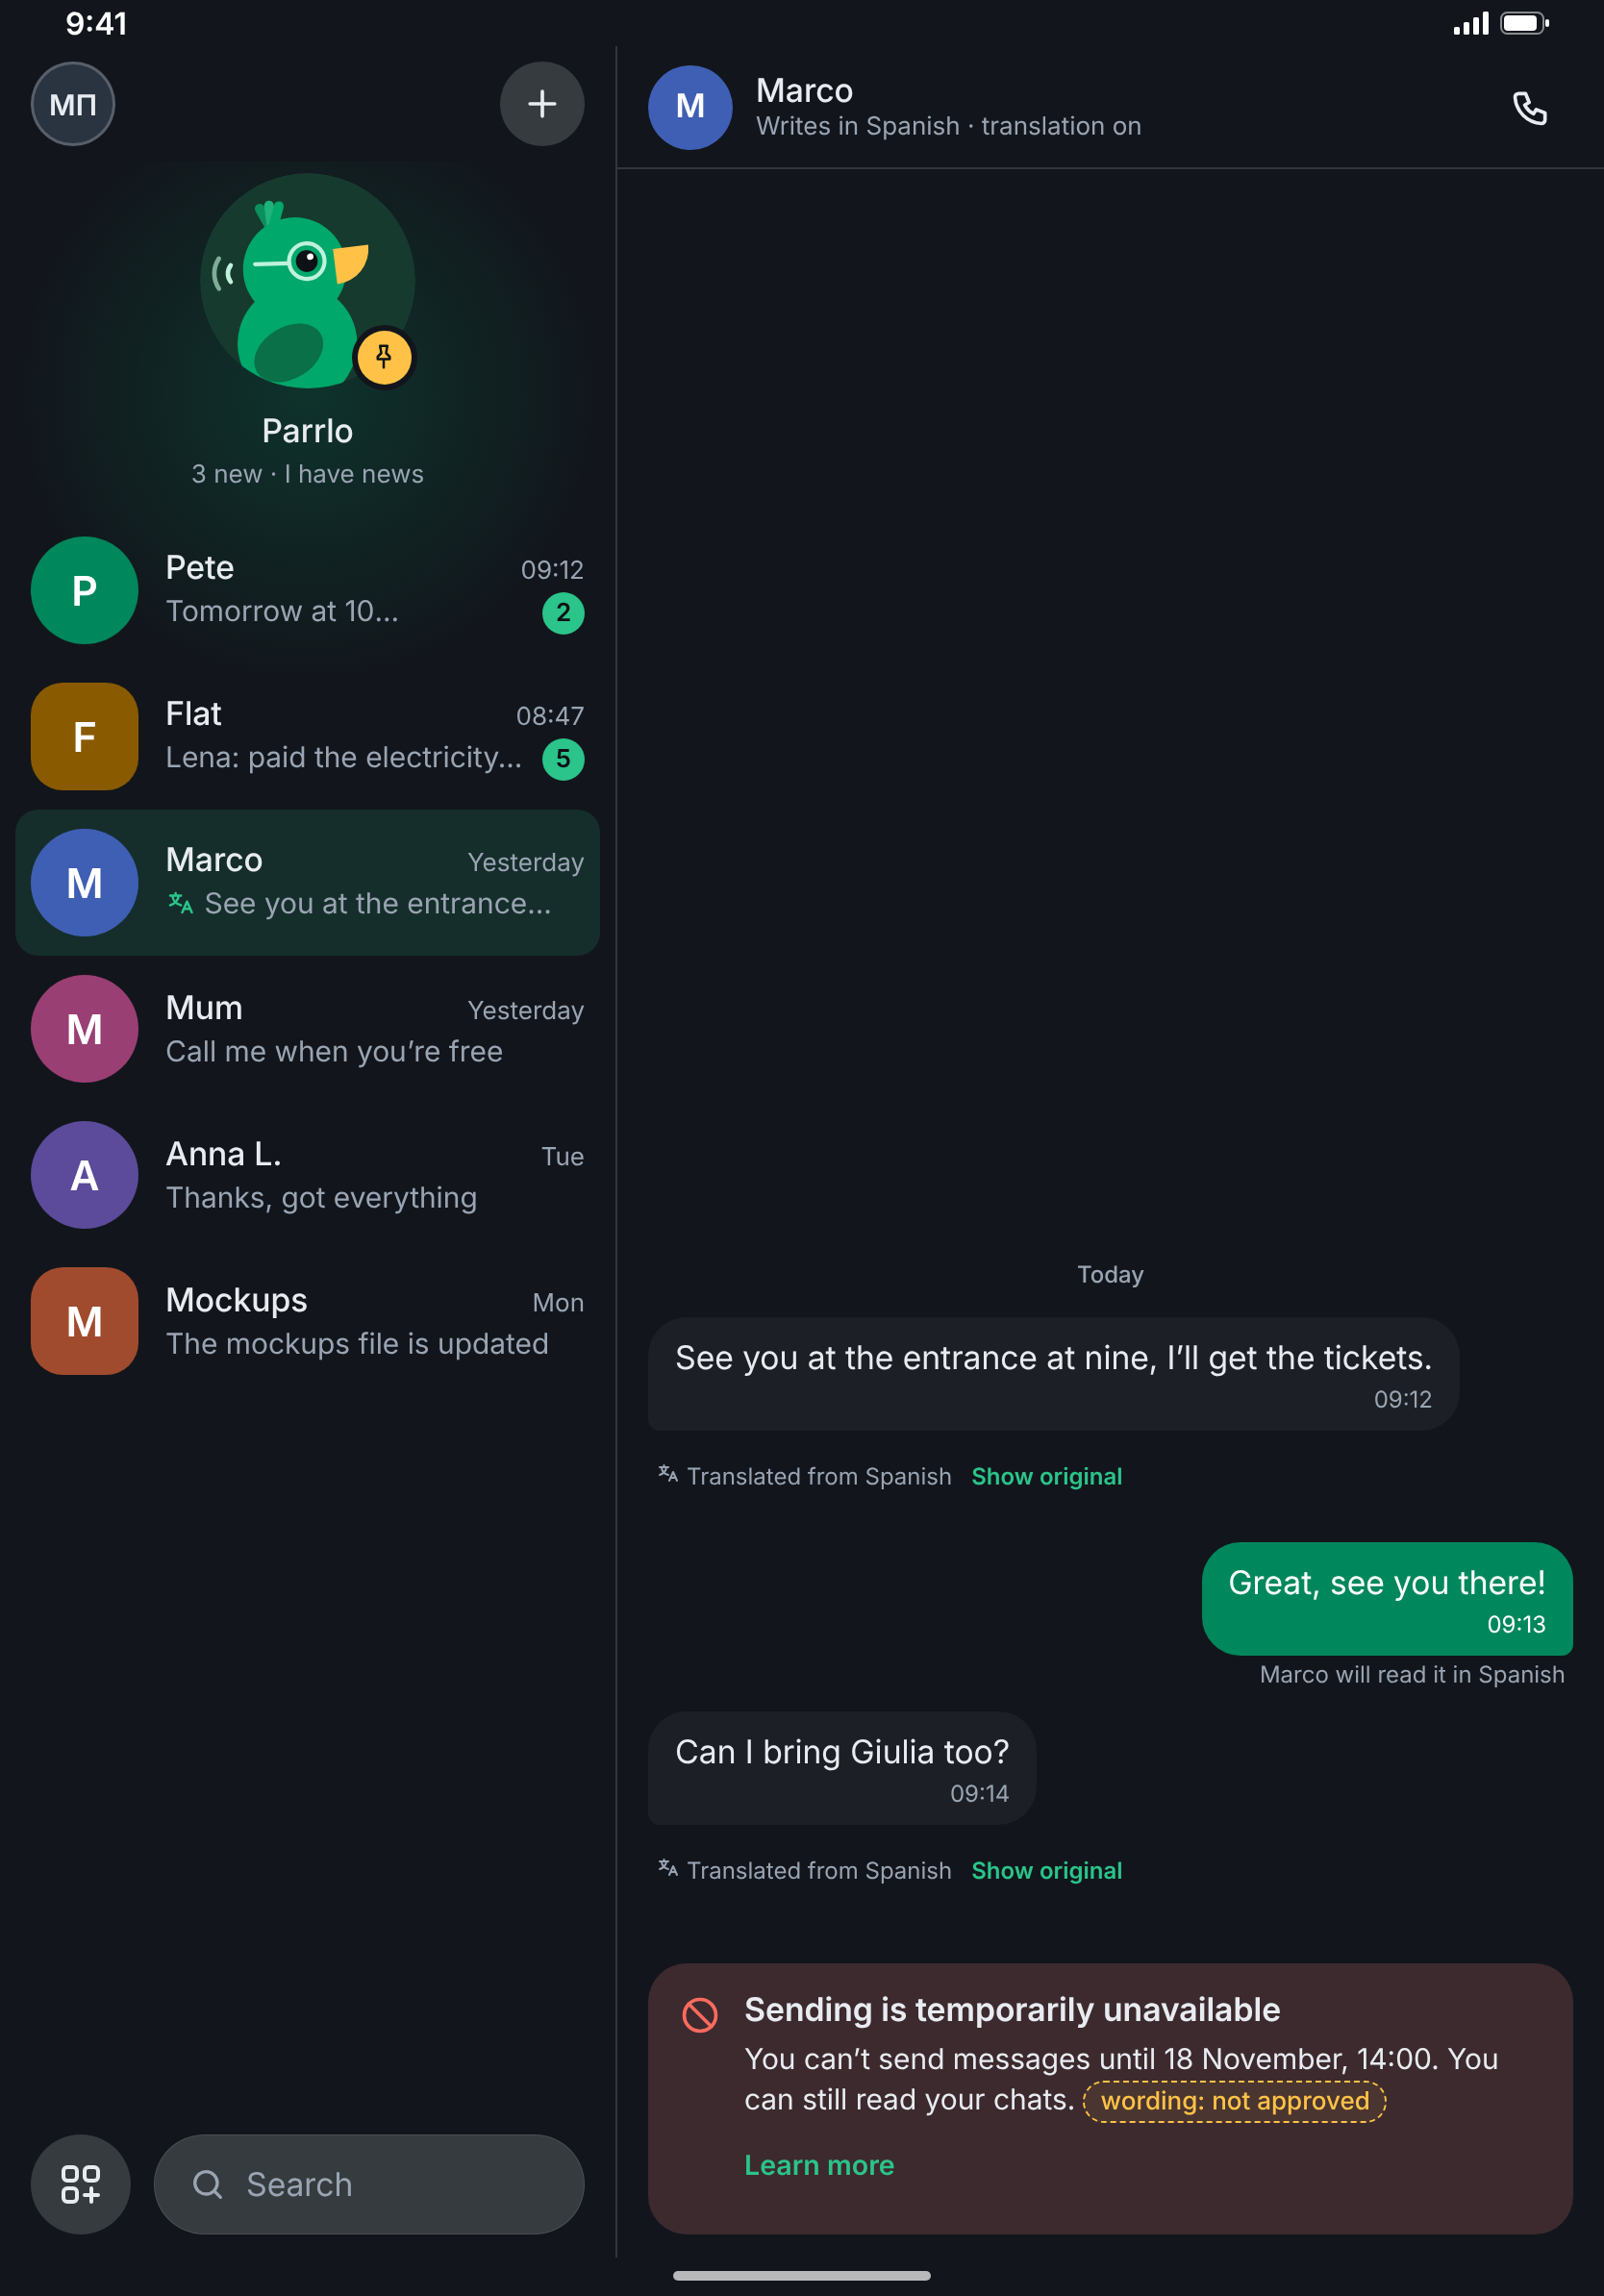 9:41
МП
Parrlo
3 new · I have news
P
Pete
09:12
Tomorrow at 10...
2
F
Flat
08:47
Lena: paid the electricity...
5
M
Marco
Yesterday
See you at the entrance...
M
Mum
Yesterday
Call me when you’re free
A
Anna L.
Tue
Thanks, got everything
M
Mockups
Mon
The mockups file is updated
Search
M
Marco
Writes in Spanish · translation on
Today
See you at the entrance at nine, I’ll get the tickets.
09:12
Translated from Spanish Show original
Great, see you there!
09:13
Marco will read it in Spanish
Can I bring Giulia too?
09:14
Translated from Spanish Show original
Sending is temporarily unavailable
You can’t send messages until 18 November, 14:00. You
can still read your chats. wording: not approved
Learn more